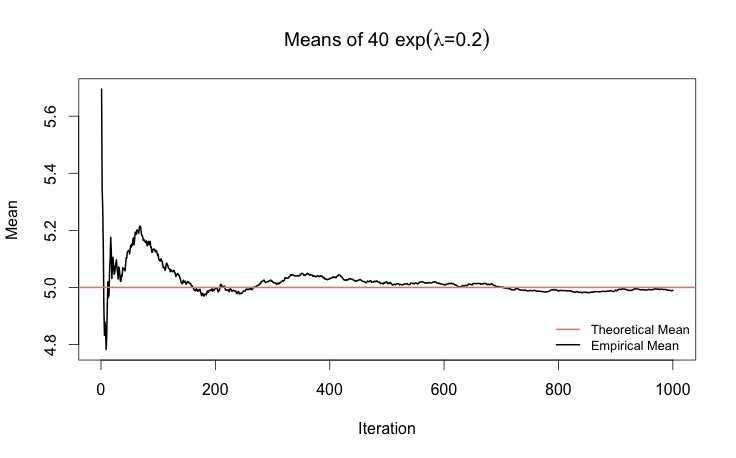 Means of 40 exp(λ=0.2)
Mean
5.6
5.4
5.2
5.0
4.8
Theoretical Mean
Empirical Mean
0 200 400 600 800 1000
Iteration